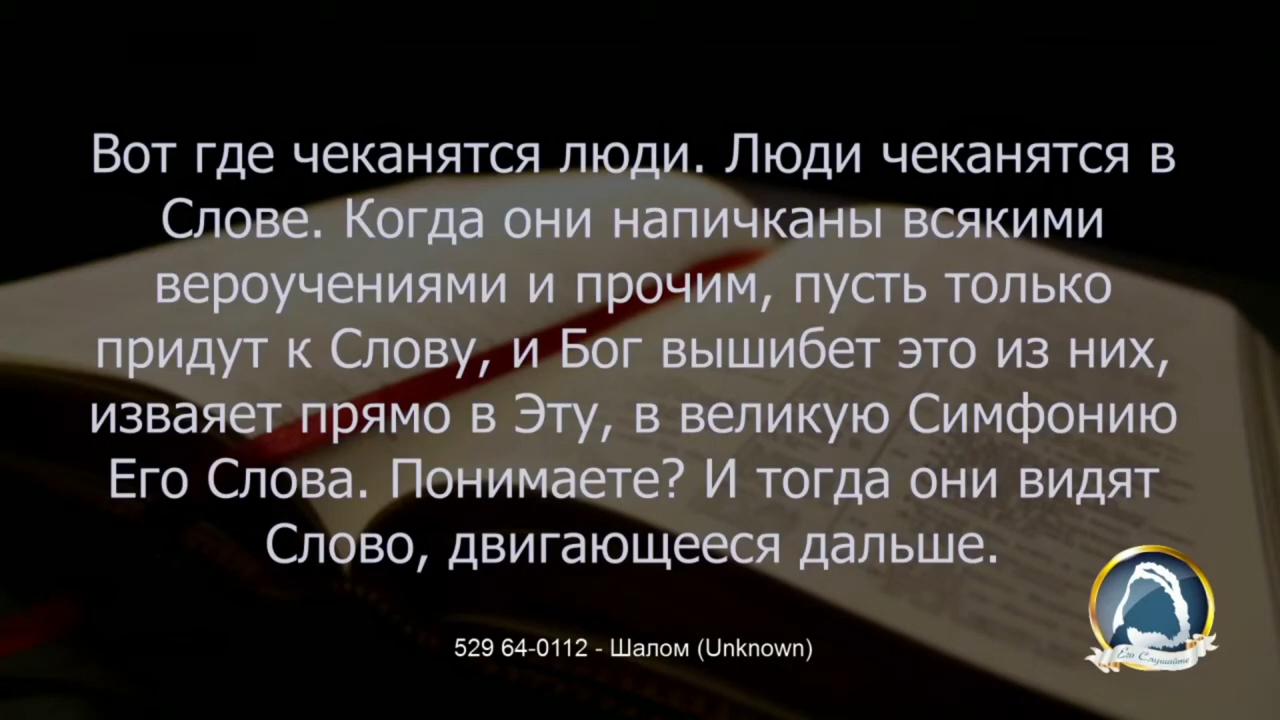 Вот где чеканятся люди. Люди чеканятся в
Слове. Когда они напичканы всякими
вероучениями и прочим, пусть только
придут к Слову, и Бог вышибет это из них,
изваяет прямо в Эту, в великую Симфонию
Его Слова. Понимаете? И тогда они видят
Слово, двигающееся дальше.
529 64-0112 - Шалом (Unknown)
Его Слушайте